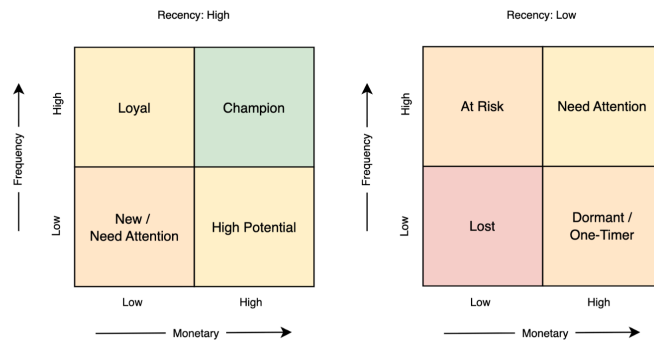 Recency: High
Frequency
High
Low
Loyal
Champion
New /
Need Attention
High Potential
Low
High
Monetary
Recency: Low
Frequency
High
Low
At Risk
Need Attention
Lost
Dormant /
One-Timer
Low
High
Monetary